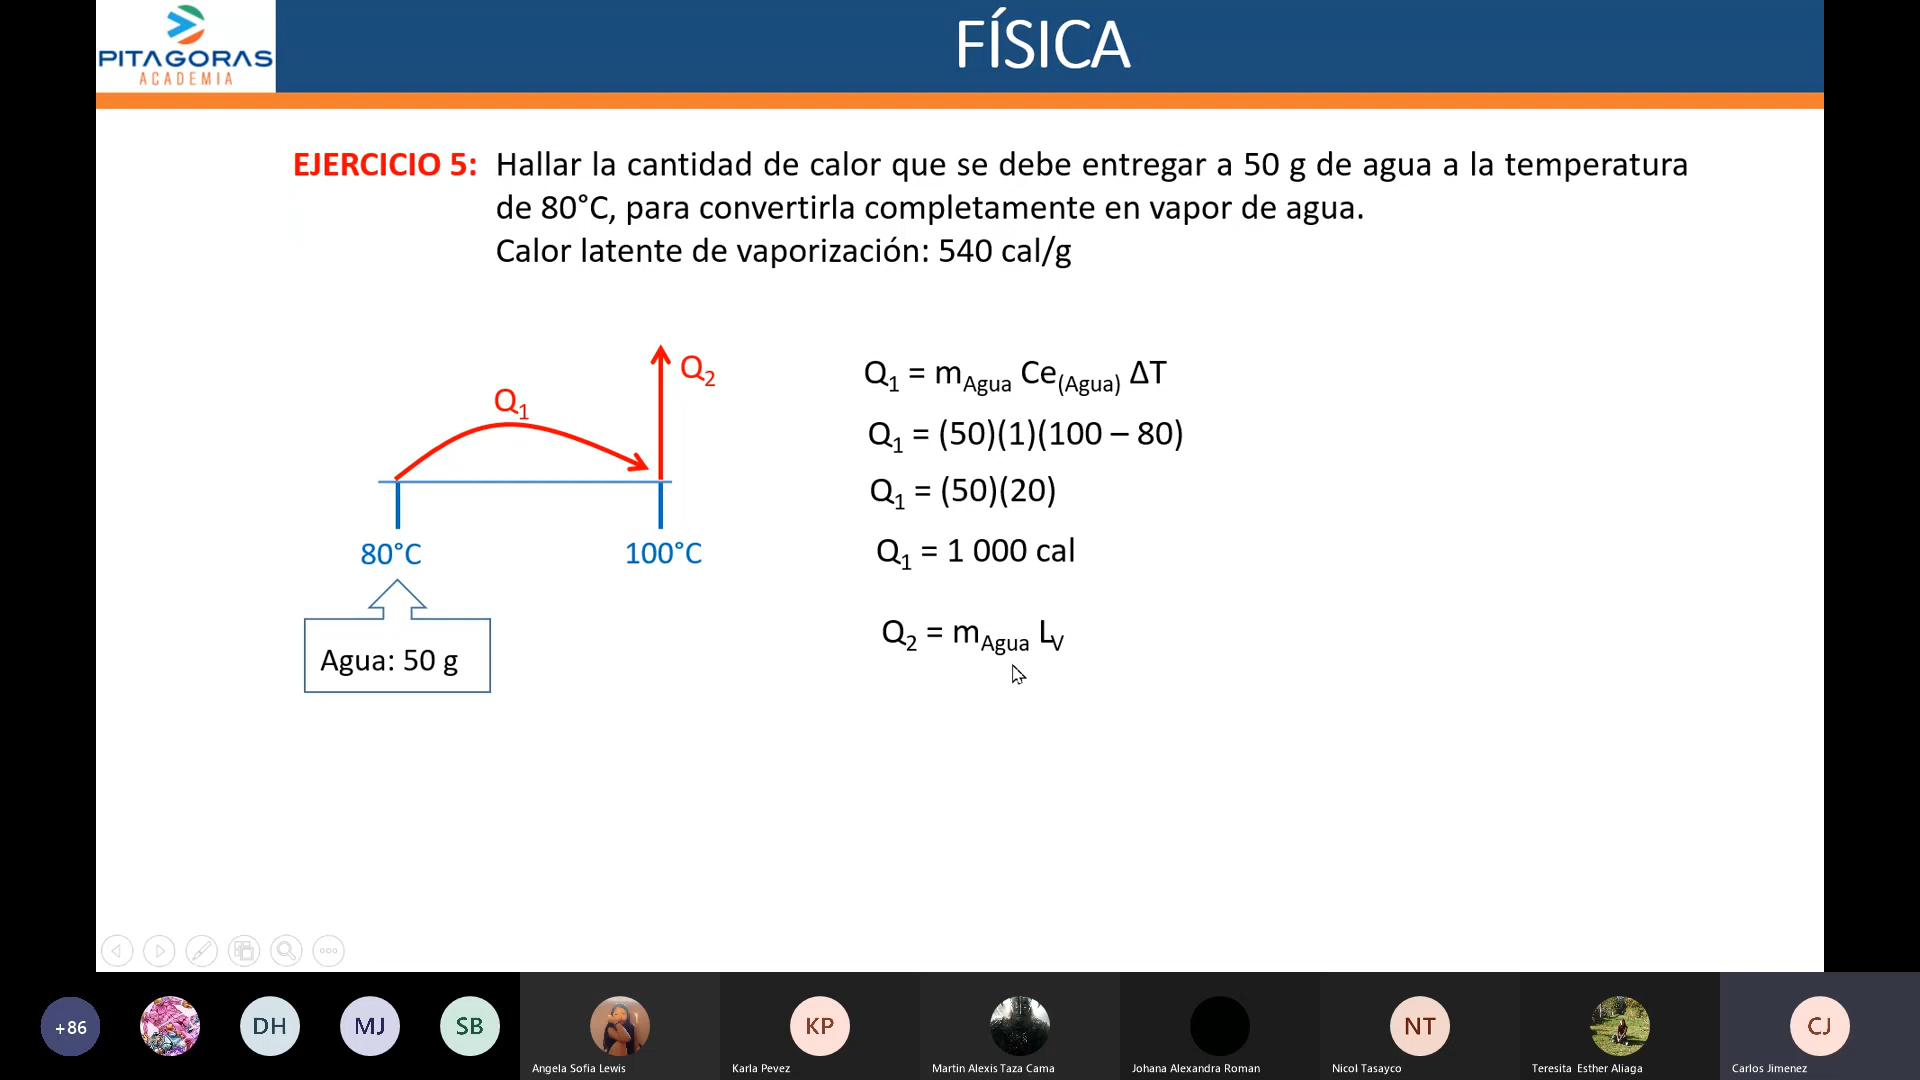 PITAGORAS
ACADEMIA
FÍSICA
EJERCICIO 5: Hallar la cantidad de calor que se debe entregar a 50 g de agua a la temperatura
de 80°C, para convertirla completamente en vapor de agua.
Calor latente de vaporización: 540 cal/g
Q1
Q2
80°C
100°C
Agua: 50 g
Q1 = mAgua Ce(Agua) ΔT
Q1 = (50)(1)(100 – 80)
Q1 = (50)(20)
Q1 = 1 000 cal
Q2 = mAgua LV
+86
DH
MJ
SB
KP
NT
CJ
Angela Sofia Lewis
Karla Pevez
Martin Alexis Taza Cama
Johana Alexandra Roman
Nicol Tasayco
Teresita Esther Aliaga
Carlos Jimenez